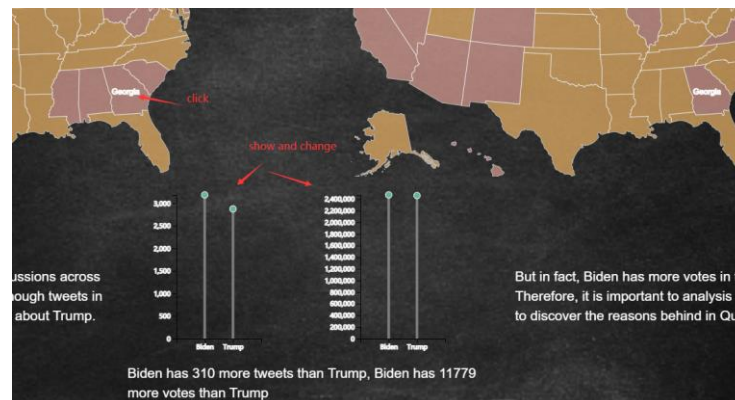 Georgia
click
Georgia
show and change
3,000
2,500
2,000
1,500
1,000
500
0
Biden Trump
2,400,000
2,200,000
2,000,000
1,800,000
1,600,000
1,400,000
1,200,000
1,000,000
800,000
600,000
400,000
200,000
0
Biden Trump
ussions across
ough tweets in
about Trump.
But in fact, Biden has more votes in
Therefore, it is important to analysis
to discover the reasons behind in Qu
Biden has 310 more tweets than Trump, Biden has 11779
more votes than Trump